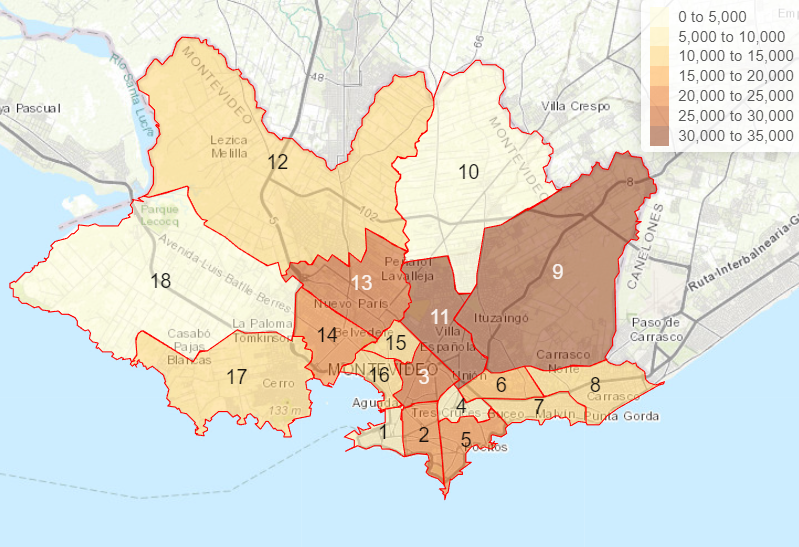 0 to 5,000
5,000 to 10,000
10,000 to 15,000
15,000 to 20,000
20,000 to 25,000
25,000 to 30,000
30,000 to 35,000
66
48
MONTEVIDEO
Río Santa Lucí
ya Pascual
Villa Crespo
MONTEVIDEO
Lezica
Melilla
12
10
8
102
5
Parque
Lecocq
CANELONES
Ruta-Interbalnearia-G
Avenida-Luis Batlle Berres
Peñarol
Lavalleja
9
18
13
Nuevo París
11
Ituzaingó
La Paloma
Tomkinson
Casabó
Pajas
Blancas
14
Belvedere
15
Villa
Española
Paso de
Carrasco
Carrasco
Norte
MONTEVIDEO
16
3
Unión
6
8
17
Cerro
133 m
Carrasco
Aguada
4
7
Tres Cruces
Buceo
Malvín
Punta Gorda
1
2
5
Pocitos